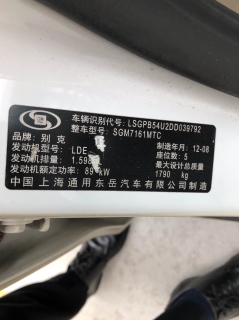 车辆识别代号: LSGPB54U2DD039792
整车型号: SGM7161MTC
品牌: 别克 制造年月: 12-08
发动机型号: LDE 座位数: 5
发动机排量: 1.598 最大设计总质量
发动机额定功率: 89 kW 1790 kg
中国上海通用东岳汽车有限公司制造